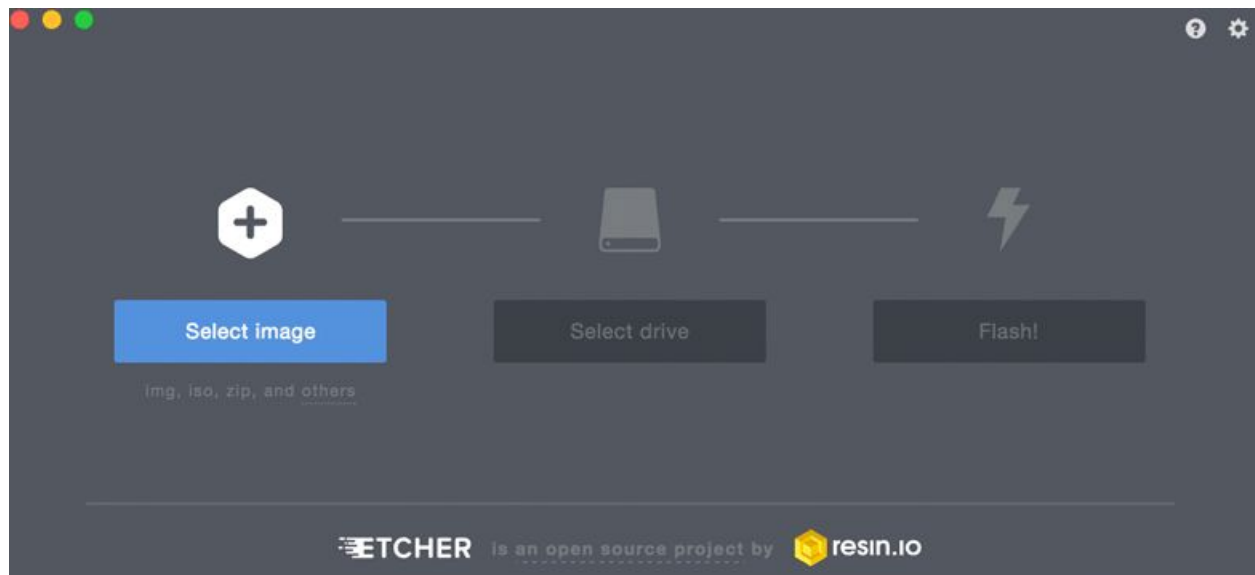 Select image
Select drive
Flash!
img, iso, zip, and others
ETCHER is an open source project by resin.io